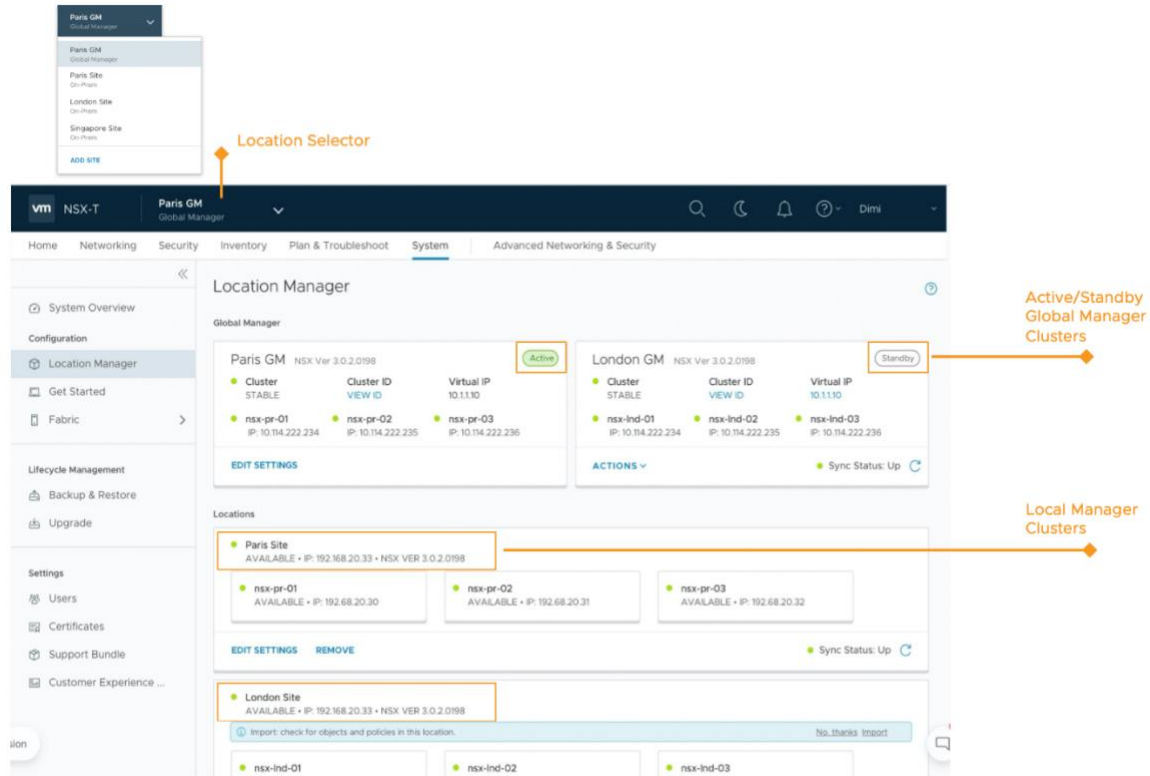 Paris GM
Global Manager
Paris GM
Global Manager
Paris Site
On-Prem
London Site
On-Prem
Singapore Site
On-Prem
ADD SITE
Location Selector
vm NSX-T Paris GM
Global Manager
Dimi
Home Networking Security Inventory Plan & Troubleshoot System Advanced Networking & Security
System Overview
Configuration
Location Manager
Get Started
Fabric
Lifecycle Management
Backup & Restore
Upgrade
Settings
Users
Certificates
Support Bundle
Customer Experience ...
sion
Location Manager
Global Manager
Paris GM NSX Ver 3.0.2.0198 Active
Cluster Cluster ID Virtual IP
STABLE VIEW ID 10.1.1.10
nsx-pr-01 nsx-pr-02 nsx-pr-03
IP: 10.114.222.234 IP: 10.114.222.235 IP: 10.114.222.236
EDIT SETTINGS
London GM NSX Ver 3.0.2.0198 Standby
Cluster Cluster ID Virtual IP
STABLE VIEW ID 10.1.1.10
nsx-lnd-01 nsx-lnd-02 nsx-lnd-03
IP: 10.114.222.234 IP: 10.114.222.235 IP: 10.114.222.236
ACTIONS Sync Status: Up
Locations
Paris Site
AVAILABLE • IP: 192.168.20.33 • NSX VER 3.0.2.0198
nsx-pr-01 nsx-pr-02 nsx-pr-03
AVAILABLE • IP: 192.68.20.30 AVAILABLE • IP: 192.68.20.31 AVAILABLE • IP: 192.68.20.32
EDIT SETTINGS REMOVE Sync Status: Up
London Site
AVAILABLE • IP: 192.168.20.33 • NSX VER 3.0.2.0198
Import: check for objects and policies in this location. No, thanks Import
nsx-lnd-01 nsx-lnd-02 nsx-lnd-03
Active/Standby
Global Manager
Clusters
Local Manager
Clusters